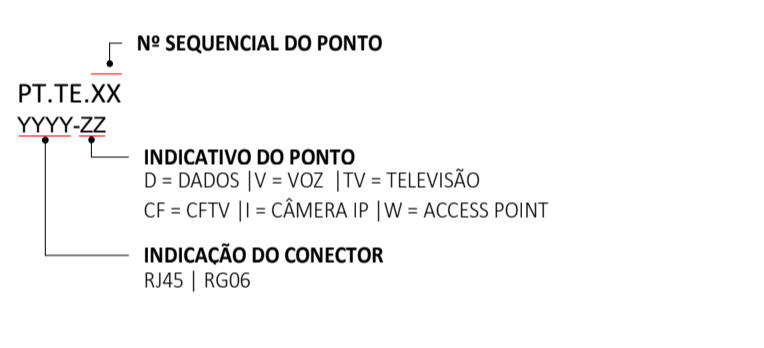 Nº SEQUENCIAL DO PONTO
PT.TE.XX
YYYY-ZZ
INDICATIVO DO PONTO
D = DADOS |V = VOZ |TV = TELEVISÃO
CF = CFTV |I = CÂMERA IP |W = ACCESS POINT
INDICAÇÃO DO CONECTOR
RJ45 | RG06